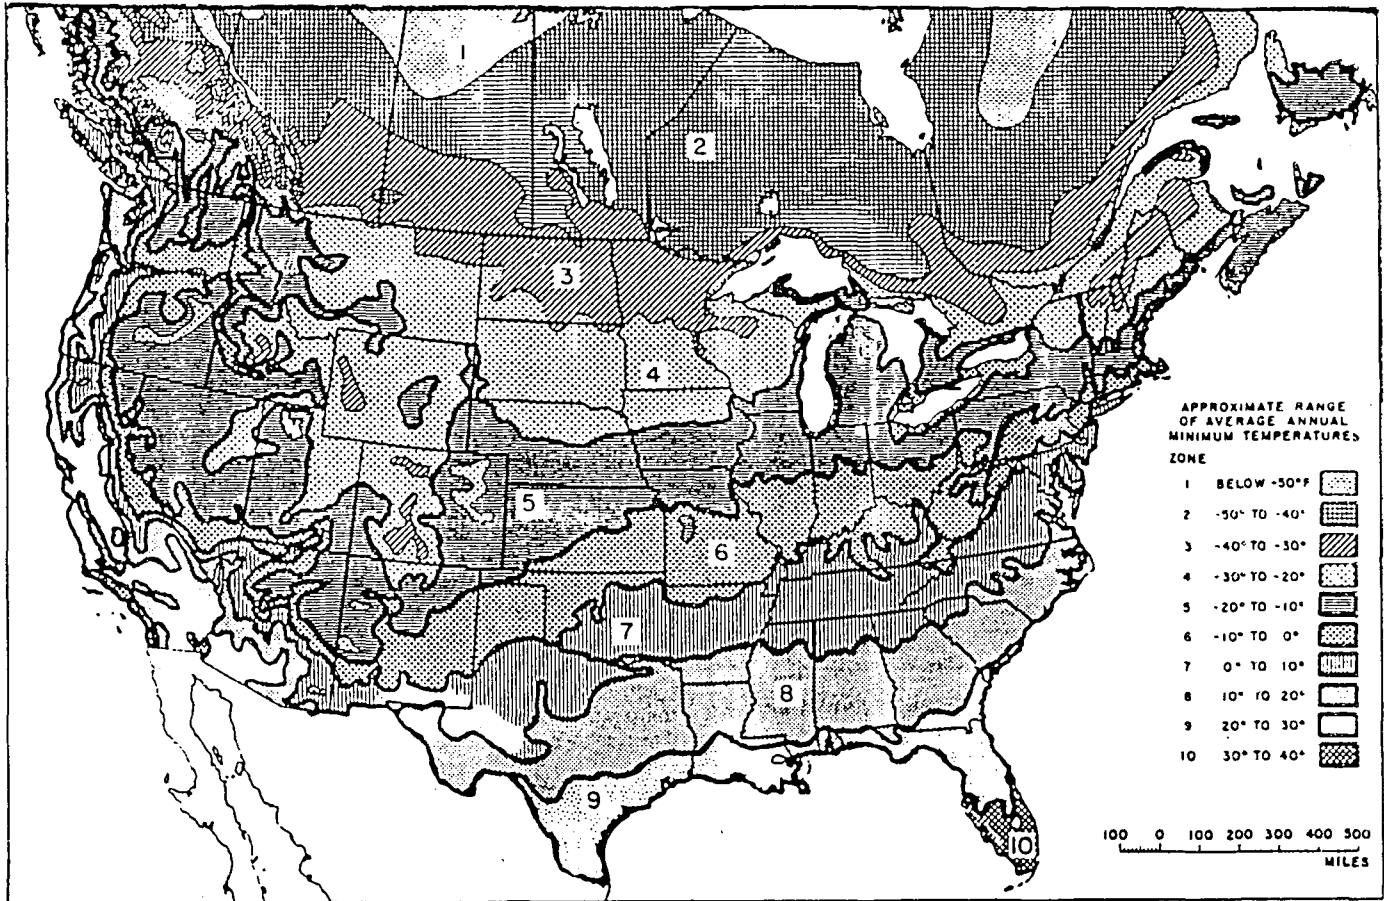 1
2
3
4
5
6
7
8
9
10
APPROXIMATE RANGE
OF AVERAGE ANNUAL
MINIMUM TEMPERATURES
ZONE
1 BELOW -50°F
2 -50° TO -40°
3 -40° TO -30°
4 -30° TO -20°
5 -20° TO -10°
6 -10° TO 0°
7 0° TO 10°
8 10° TO 20°
9 20° TO 30°
10 30° TO 40°
100 0 100 200 300 400 500
MILES